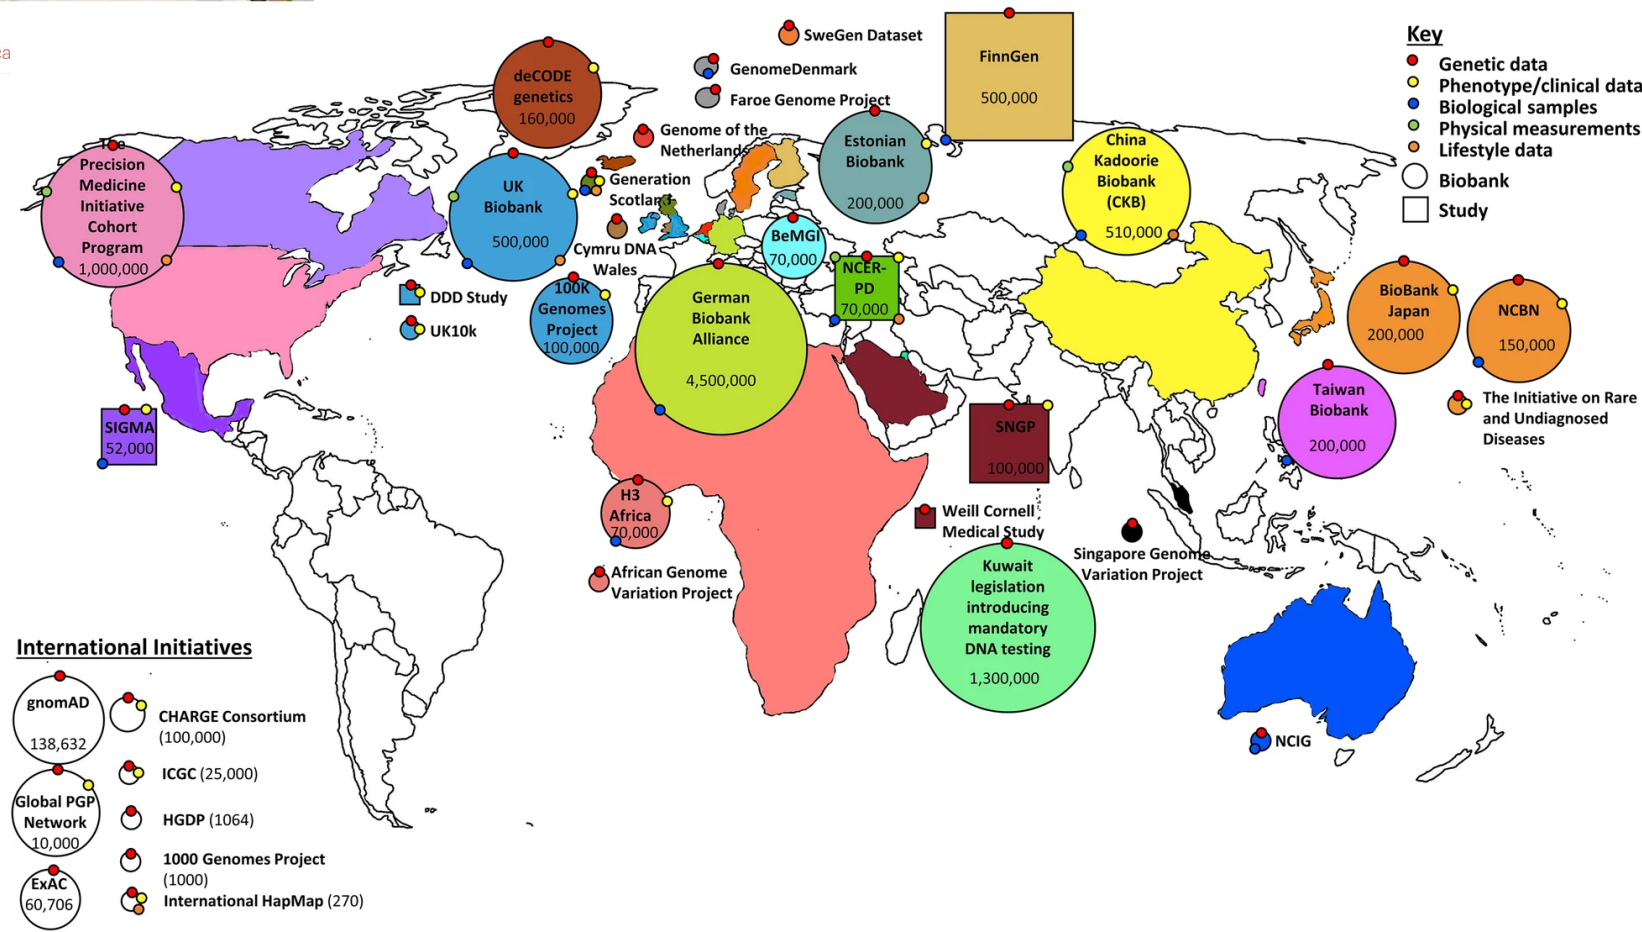 ca
SweGen Dataset
GenomeDenmark
Faroe Genome Project
Genome of the
Netherlands
Generation
Scotland
Cymru DNA
Wales
deCODE
genetics
160,000
FinnGen
500,000
Estonian
Biobank
200,000
China
Kadoorie
Biobank
(CKB)
510,000
Key
Genetic data
Phenotype/clinical data
Biological samples
Physical measurements
Lifestyle data
Biobank
Study
The
Precision
Medicine
Initiative
Cohort
Program
1,000,000
UK
Biobank
500,000
DDD Study
UK10k
100K
Genomes
Project
100,000
BeMGI
70,000
NCER-
PD
70,000
German
Biobank
Alliance
4,500,000
BioBank
Japan
200,000
NCBN
150,000
The Initiative on Rare
and Undiagnosed
Diseases
Taiwan
Biobank
200,000
SIGMA
52,000
SNGP
100,000
H3
Africa
70,000
African Genome
Variation Project
Weill Cornell
Medical Study
Singapore Genome
Variation Project
Kuwait
legislation
introducing
mandatory
DNA testing
1,300,000
NCIG
International Initiatives
gnomAD
138,632
CHARGE Consortium
(100,000)
ICGC (25,000)
Global PGP
Network
10,000
HGDP (1064)
1000 Genomes Project
(1000)
ExAC
60,706
International HapMap (270)